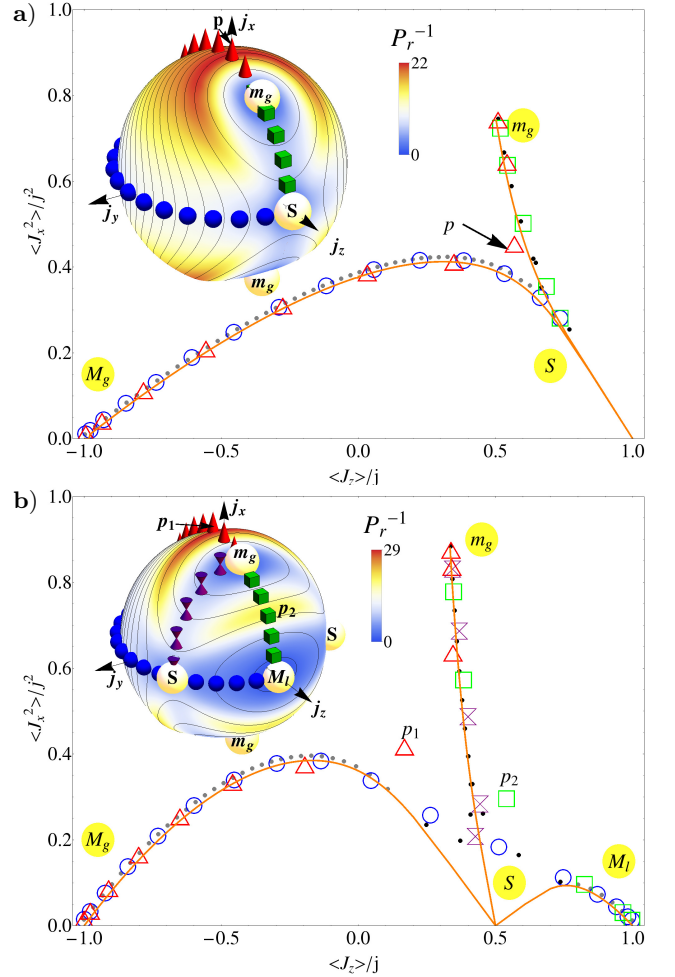 a)
p
j_x
P_r^{-1}
22
0
m_g
j_y
S
j_z
m_g
m_g
p
M_g
S
<J_x^2>/j^2
1.0
0.8
0.6
0.4
0.2
0.0
-1.0
-0.5
0.0
0.5
1.0
<J_z>/j
b)
p_1
j_x
P_r^{-1}
29
0
m_g
p_2
S
j_y
S
M_l
j_z
m_g
m_g
p_1
p_2
M_g
S
M_l
<J_x^2>/j^2
1.0
0.8
0.6
0.4
0.2
0.0
-1.0
-0.5
0.0
0.5
1.0
<J_z>/j